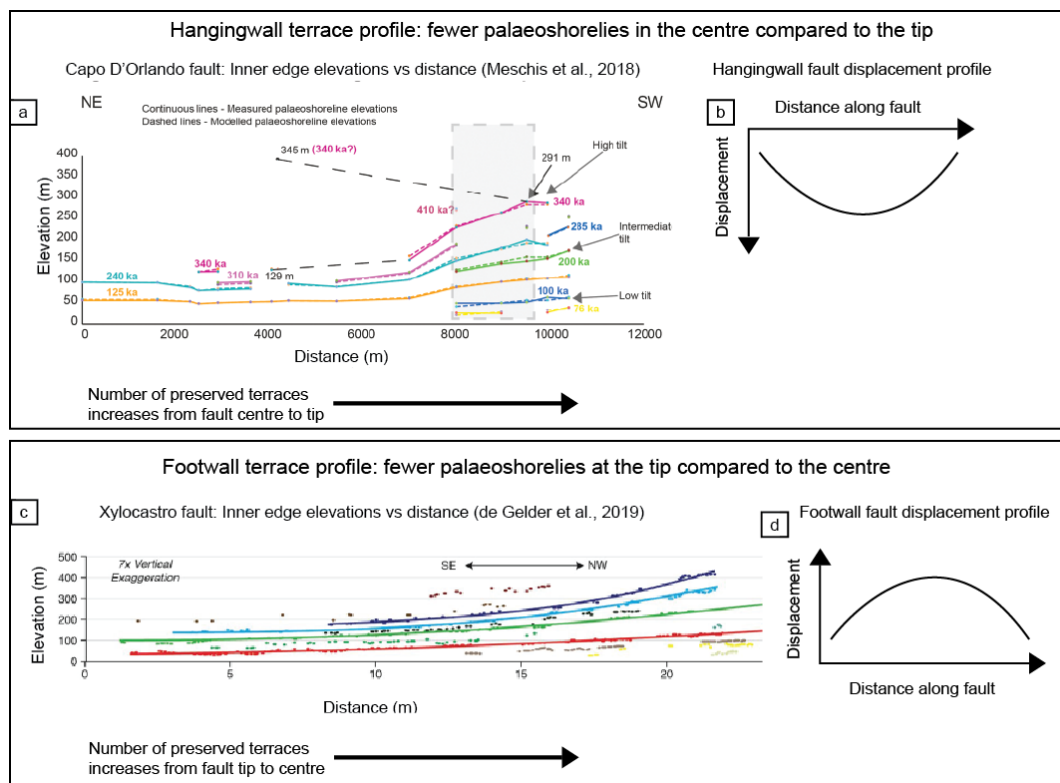 Hangingwall terrace profile: fewer palaeoshorelies in the centre compared to the tip
Capo D'Orlando fault: Inner edge elevations vs distance (Meschis et al., 2018)
Hangingwall fault displacement profile
a
NE
SW
Continuous lines - Measured palaeoshoreline elevations
Dashed lines - Modelled palaeoshoreline elevations
b
Distance along fault
Displacement
Elevation (m)
400
350
300
250
200
150
100
50
0
345 m (340 ka?)
291 m
High tilt
410 ka?
340 ka
285 ka
Intermediat
tilt
200 ka
340 ka
310 ka
129 m
240 ka
125 ka
100 ka
Low tilt
76 ka
0
2000
4000
6000
8000
10000
12000
Distance (m)
Number of preserved terraces
increases from fault centre to tip
Footwall terrace profile: fewer palaeoshorelies at the tip compared to the centre
c
Xylocastro fault: Inner edge elevations vs distance (de Gelder et al., 2019)
d
Footwall fault displacement profile
7x Vertical
Exaggeration
SE
NW
Elevation (m)
500
400
300
200
100
0
5
10
15
20
Distance (m)
Displacement
Distance along fault
Number of preserved terraces
increases from fault tip to centre